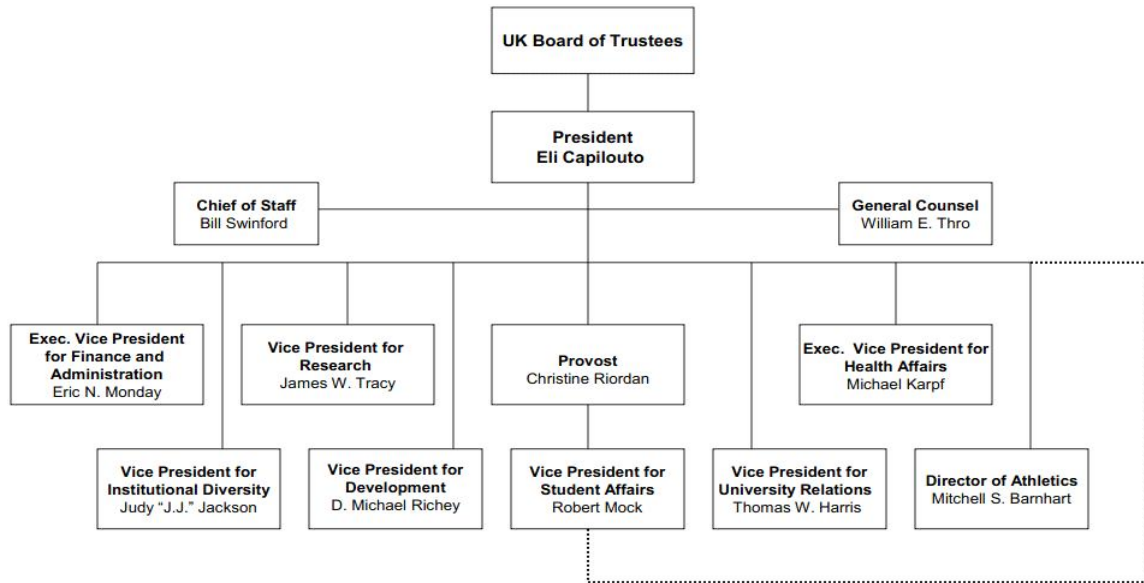 UK Board of Trustees
President
Eli Capilouto
Chief of Staff
Bill Swinford
General Counsel
William E. Thro
Exec. Vice President
for Finance and
Administration
Eric N. Monday
Vice President for
Research
James W. Tracy
Provost
Christine Riordan
Exec.  Vice President for
Health Affairs
Michael Karpf
Vice President for
Institutional Diversity
Judy “J.J.” Jackson
Vice President for
Development
D. Michael Richey
Vice President for
Student Affairs
Robert Mock
Vice President for
University Relations
Thomas W. Harris
Director of Athletics
Mitchell S. Barnhart